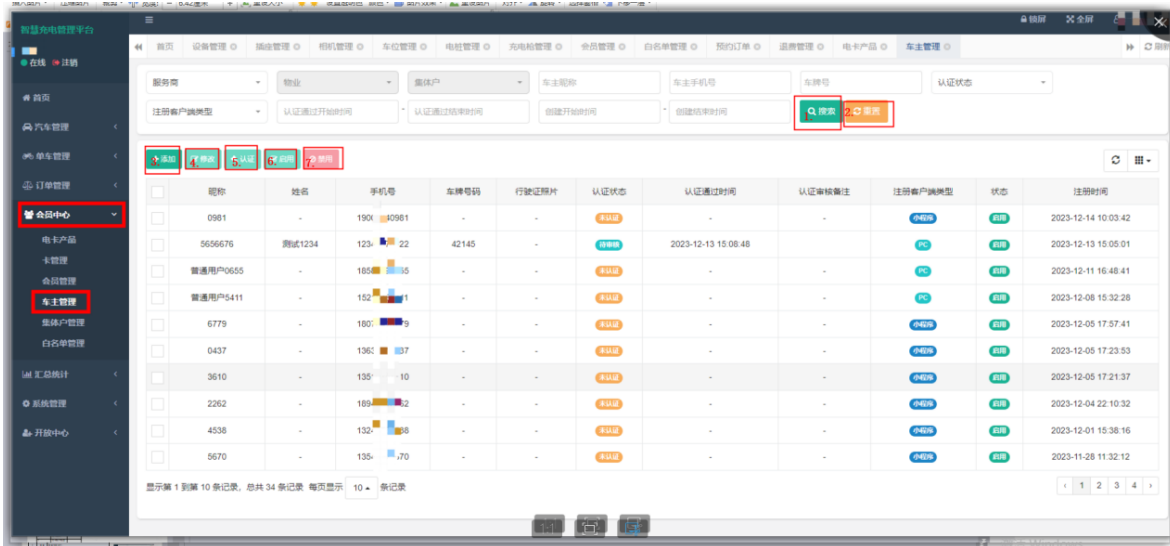 智慧充电管理平台
在线 注销
首页
汽车管理
单车管理
订单管理
会员中心
电卡产品
卡管理
会员管理
车主管理
集体户管理
白名单管理
汇总统计
系统管理
开放中心
锁屏 全屏
首页 设备管理 插座管理 相机管理 车位管理 电桩管理 充电枪管理 会员管理 白名单管理 预约订单 退费管理 电卡产品 车主管理 刷新
服务商 物业 集体户 车主昵称 车主手机号 车牌号 认证状态
注册客户端类型 认证通过开始时间 - 认证通过结束时间 创建开始时间 - 创建结束时间 1. 搜索 2.
3. 添加 4. 修改 5. 认证 6. 启用 7. 禁用
昵称 姓名 手机号 车牌号码 行驶证照片 认证状态 认证通过时间 认证审核备注 注册客户端类型 状态 注册时间
0981 - 190 40981 - - 未认证 - - 小程序 启用 2023-12-14 10:03:42
5656676 测试1234 123 22 42145 - 待审核 2023-12-13 15:08:48 PC 启用 2023-12-13 15:05:01
普通用户0655 - 185 - - 未认证 - - PC 启用 2023-12-11 16:48:41
普通用户5411 - 152 - - 未认证 - - PC 启用 2023-12-08 15:32:28
6779 - 180 - - 未认证 - - 小程序 启用 2023-12-05 17:57:41
0437 - 136 37 - - 未认证 - - 小程序 启用 2023-12-05 17:23:53
3610 - 135 10 - - 未认证 - - 小程序 启用 2023-12-05 17:21:37
2262 - 189 - - 未认证 - - 小程序 启用 2023-12-04 22:10:32
4538 - 132 - - 未认证 - - 小程序 启用 2023-12-01 15:38:16
5670 - 135 70 - - 未认证 - - 小程序 启用 2023-11-28 11:32:12
显示第 1 到第 10 条记录，总共 34 条记录 每页显示 10 条记录
‹ 1 2 3 4 ›